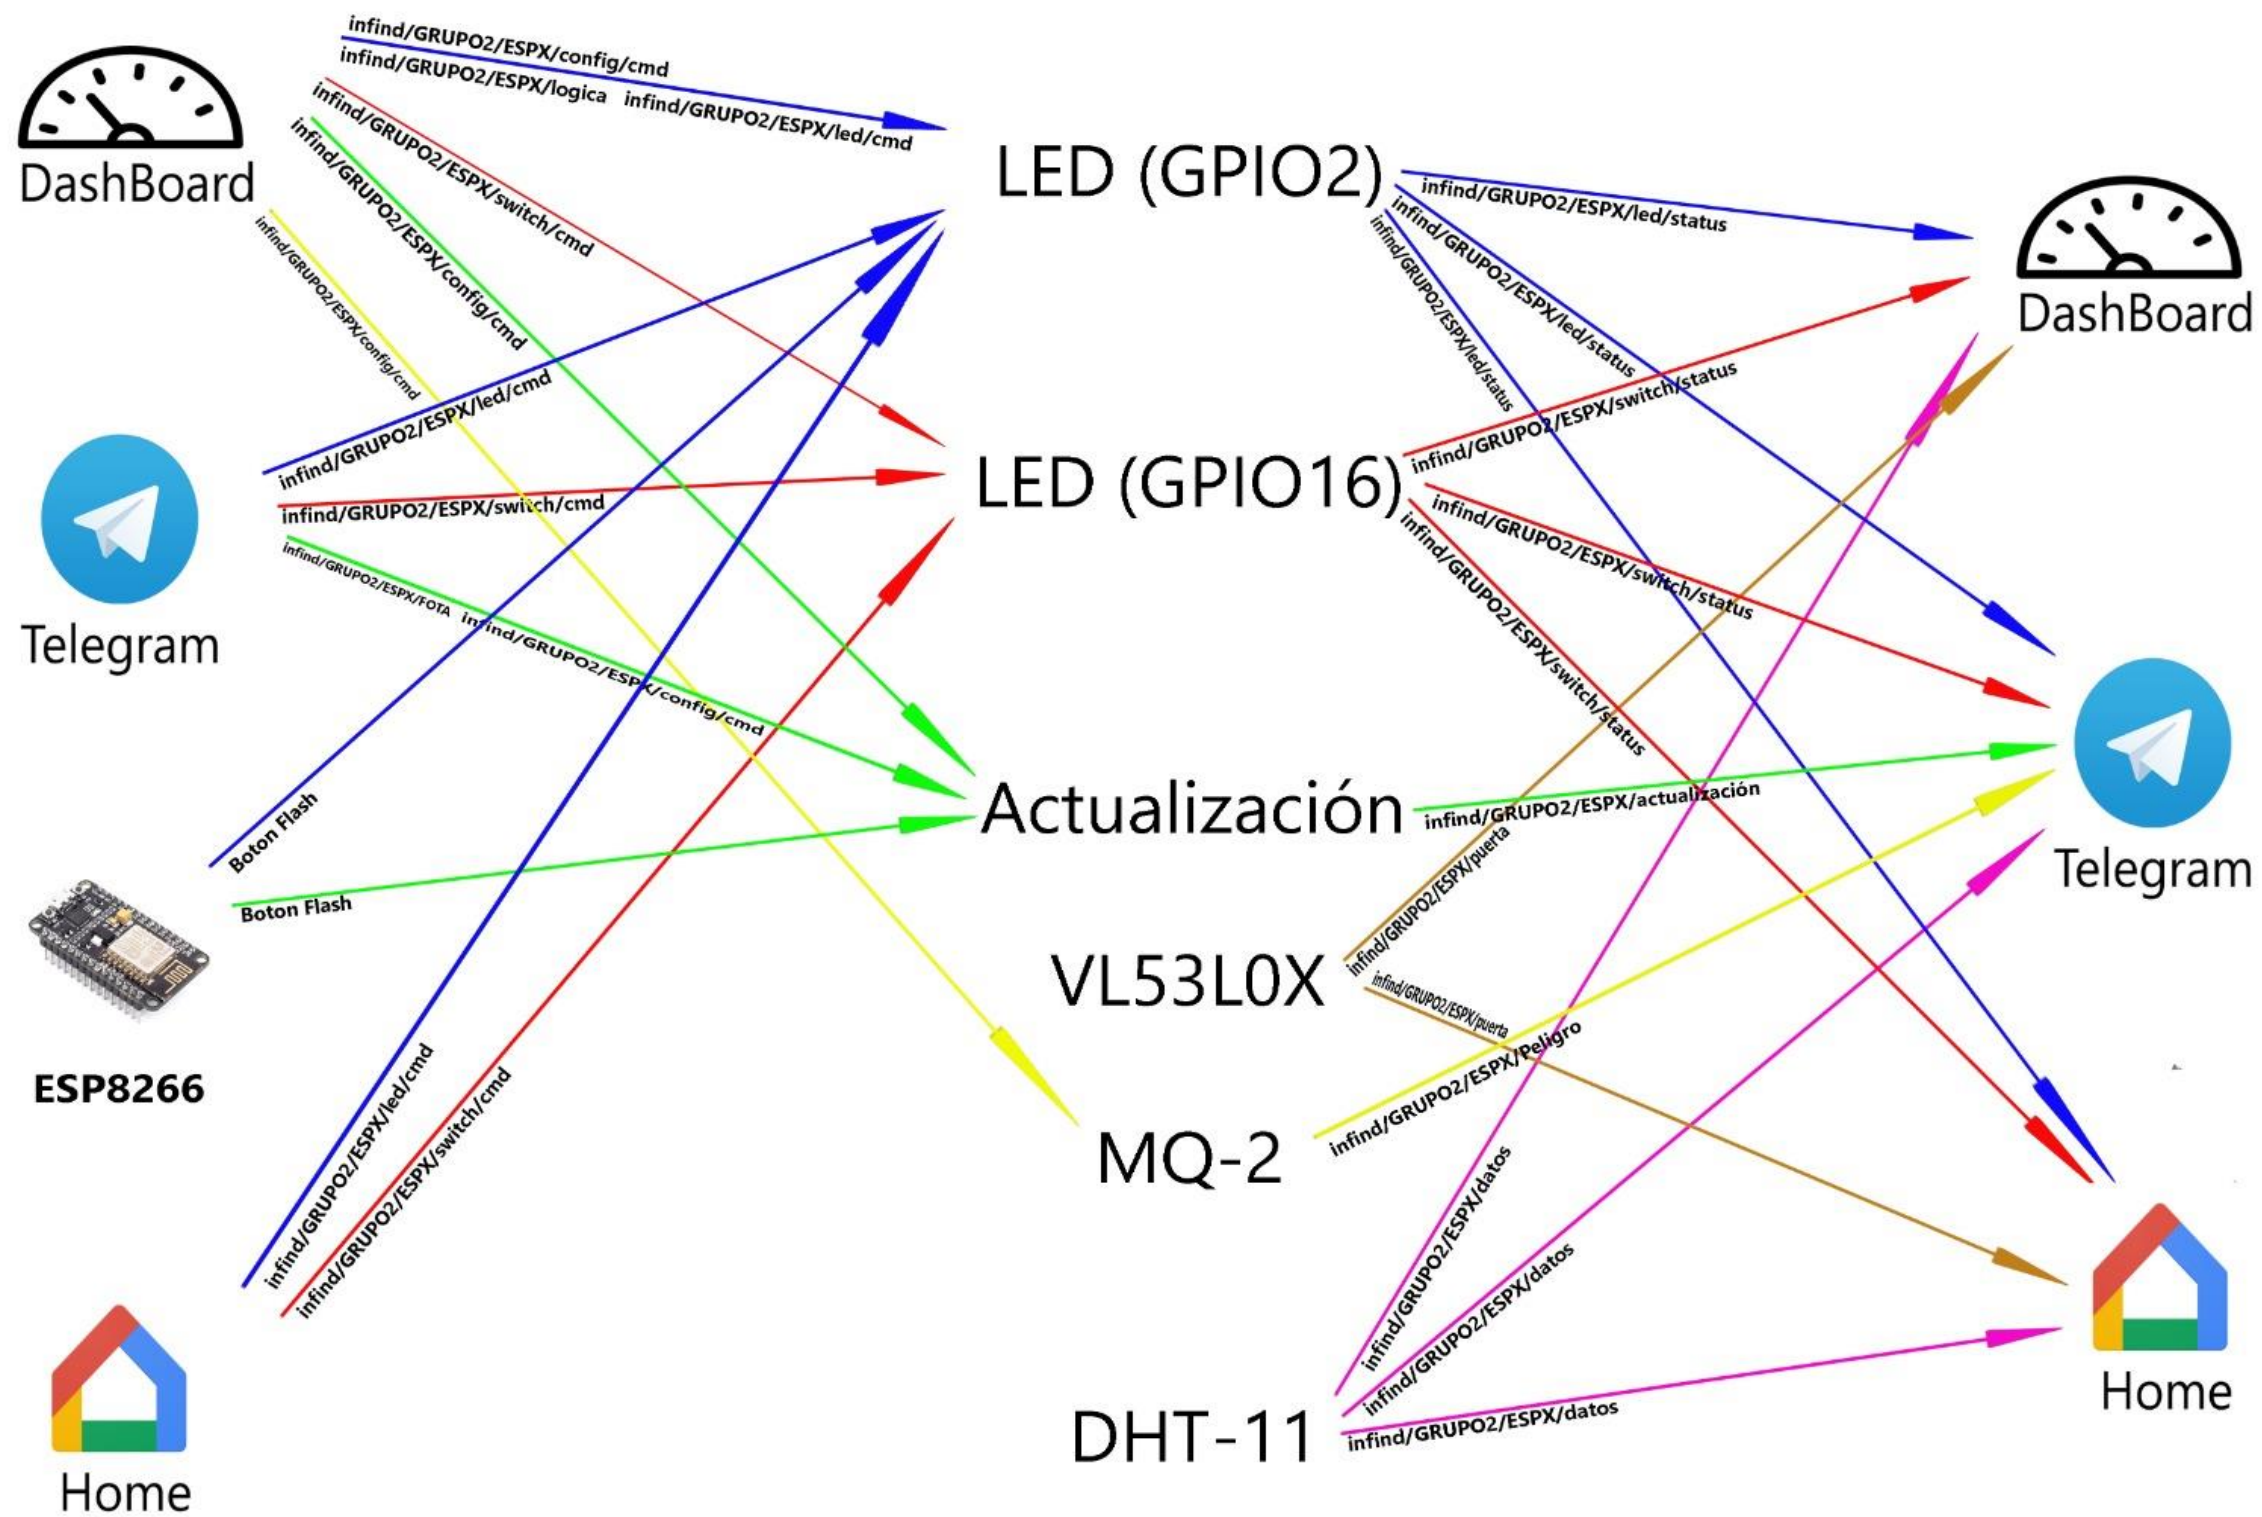 infind/GRUPO2/ESPX/config/cmd
infind/GRUPO2/ESPX/logica infind/GRUPO2/ESPX/led/cmd
infind/GRUPO2/ESPX/switch/cmd
infind/GRUPO2/ESPX/config/cmd
infind/GRUPO2/ESPX/config/cmd
DashBoard
infind/GRUPO2/ESPX/led/cmd
infind/GRUPO2/ESPX/switch/cmd
infind/GRUPO2/ESPX/FOTA infind/GRUPO2/ESPX/config/cmd
Telegram
Boton Flash
Boton Flash
ESP8266
infind/GRUPO2/ESPX/led/cmd
infind/GRUPO2/ESPX/switch/cmd
Home
LED (GPIO2)
LED (GPIO16)
Actualización
VL53L0X
MQ-2
DHT-11
infind/GRUPO2/ESPX/led/status
infind/GRUPO2/ESPX/led/status
infind/GRUPO2/ESPX/led/status
infind/GRUPO2/ESPX/switch/status
infind/GRUPO2/ESPX/switch/status
infind/GRUPO2/ESPX/switch/status
infind/GRUPO2/ESPX/actualización
infind/GRUPO2/ESPX/puerta
infind/GRUPO2/ESPX/puerta
infind/GRUPO2/ESPX/Peligro
infind/GRUPO2/ESPX/datos
infind/GRUPO2/ESPX/datos
infind/GRUPO2/ESPX/datos
DashBoard
Telegram
Home